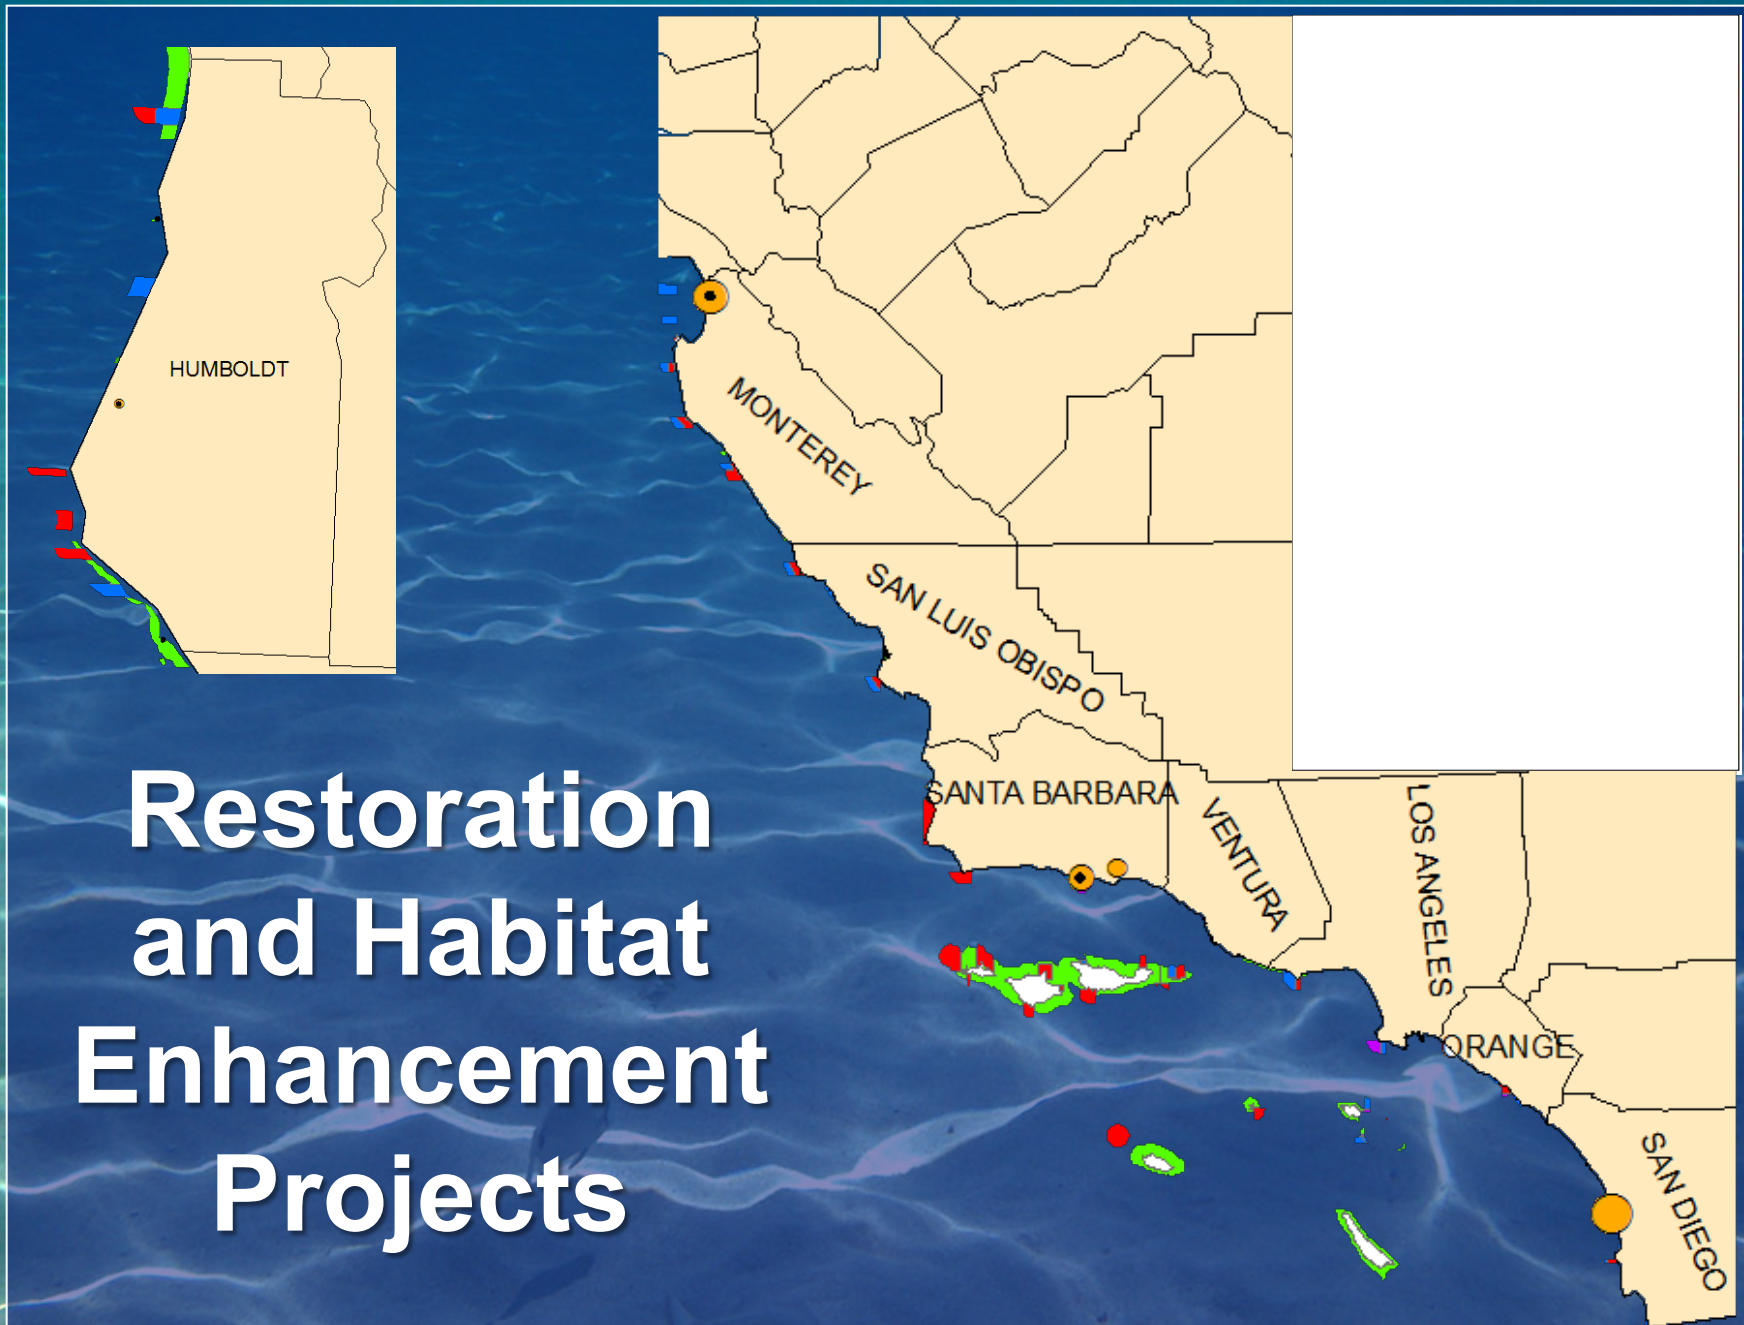 HUMBOLDT
MONTEREY
SAN LUIS OBISPO
SANTA BARBARA
VENTURA
LOS ANGELES
ORANGE
SAN DIEGO
Restoration
and Habitat
Enhancement
Projects